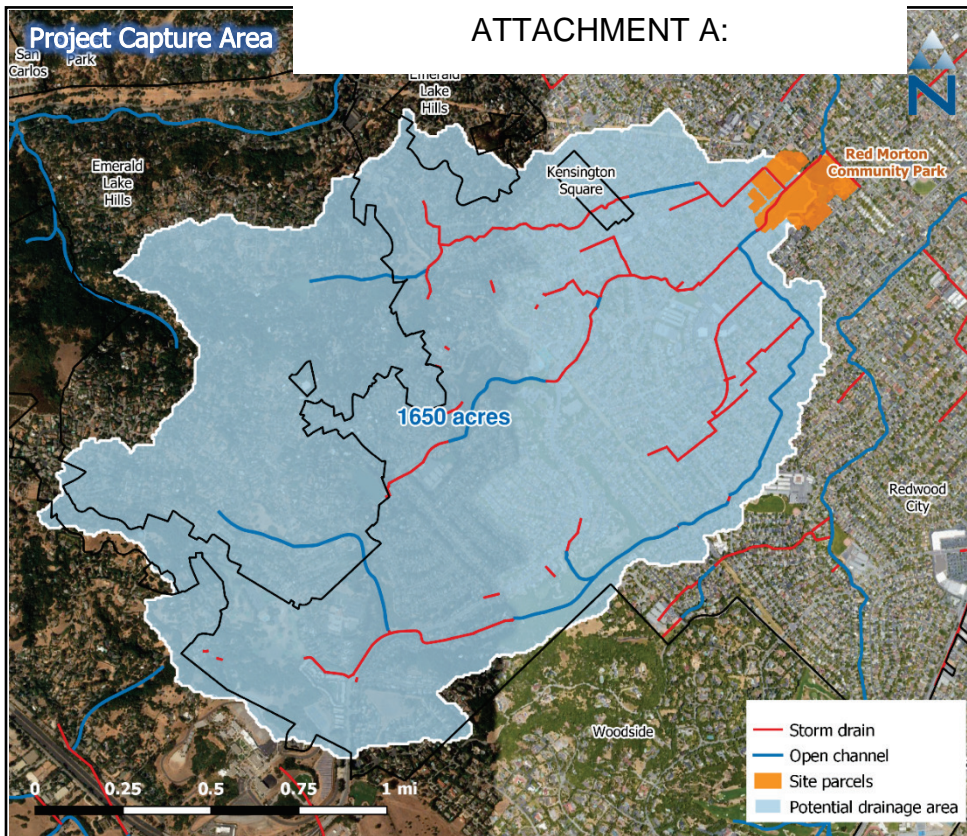 ATTACHMENT A:
Project Capture Area
San
Carlos
Park
Emerald
Lake
Hills
Emerald
Lake
Hills
Kensington
Square
Red Morton
Community Park
N
1650 acres
Redwood
City
Woodside
Storm drain
Open channel
Site parcels
Potential drainage area
0 0.25 0.5 0.75 1 mi